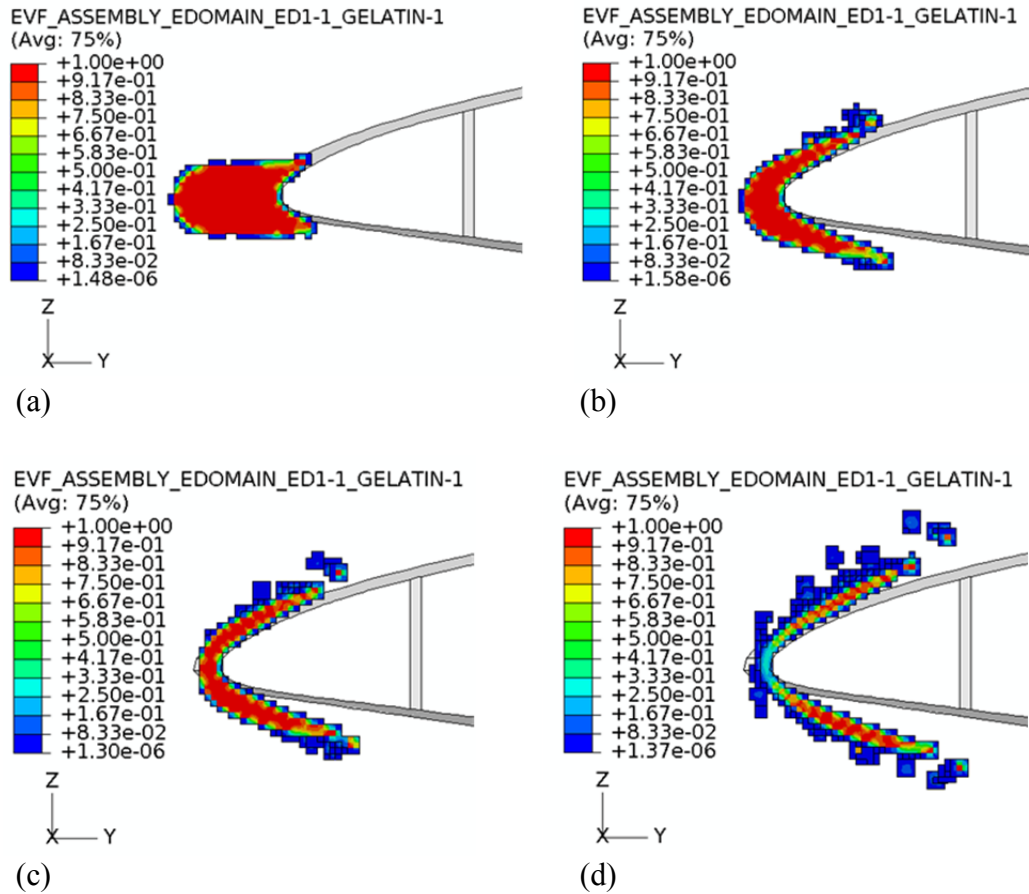 EVF_ASSEMBLY_EDOMAIN_ED1-1_GELATIN-1
(Avg: 75%)
+1.00e+00
+9.17e-01
+8.33e-01
+7.50e-01
+6.67e-01
+5.83e-01
+5.00e-01
+4.17e-01
+3.33e-01
+2.50e-01
+1.67e-01
+8.33e-02
+1.48e-06
Z
X Y
(a)
EVF_ASSEMBLY_EDOMAIN_ED1-1_GELATIN-1
(Avg: 75%)
+1.00e+00
+9.17e-01
+8.33e-01
+7.50e-01
+6.67e-01
+5.83e-01
+5.00e-01
+4.17e-01
+3.33e-01
+2.50e-01
+1.67e-01
+8.33e-02
+1.58e-06
Z
X Y
(b)
EVF_ASSEMBLY_EDOMAIN_ED1-1_GELATIN-1
(Avg: 75%)
+1.00e+00
+9.17e-01
+8.33e-01
+7.50e-01
+6.67e-01
+5.83e-01
+5.00e-01
+4.17e-01
+3.33e-01
+2.50e-01
+1.67e-01
+8.33e-02
+1.30e-06
Z
X Y
(c)
EVF_ASSEMBLY_EDOMAIN_ED1-1_GELATIN-1
(Avg: 75%)
+1.00e+00
+9.17e-01
+8.33e-01
+7.50e-01
+6.67e-01
+5.83e-01
+5.00e-01
+4.17e-01
+3.33e-01
+2.50e-01
+1.67e-01
+8.33e-02
+1.37e-06
Z
X Y
(d)